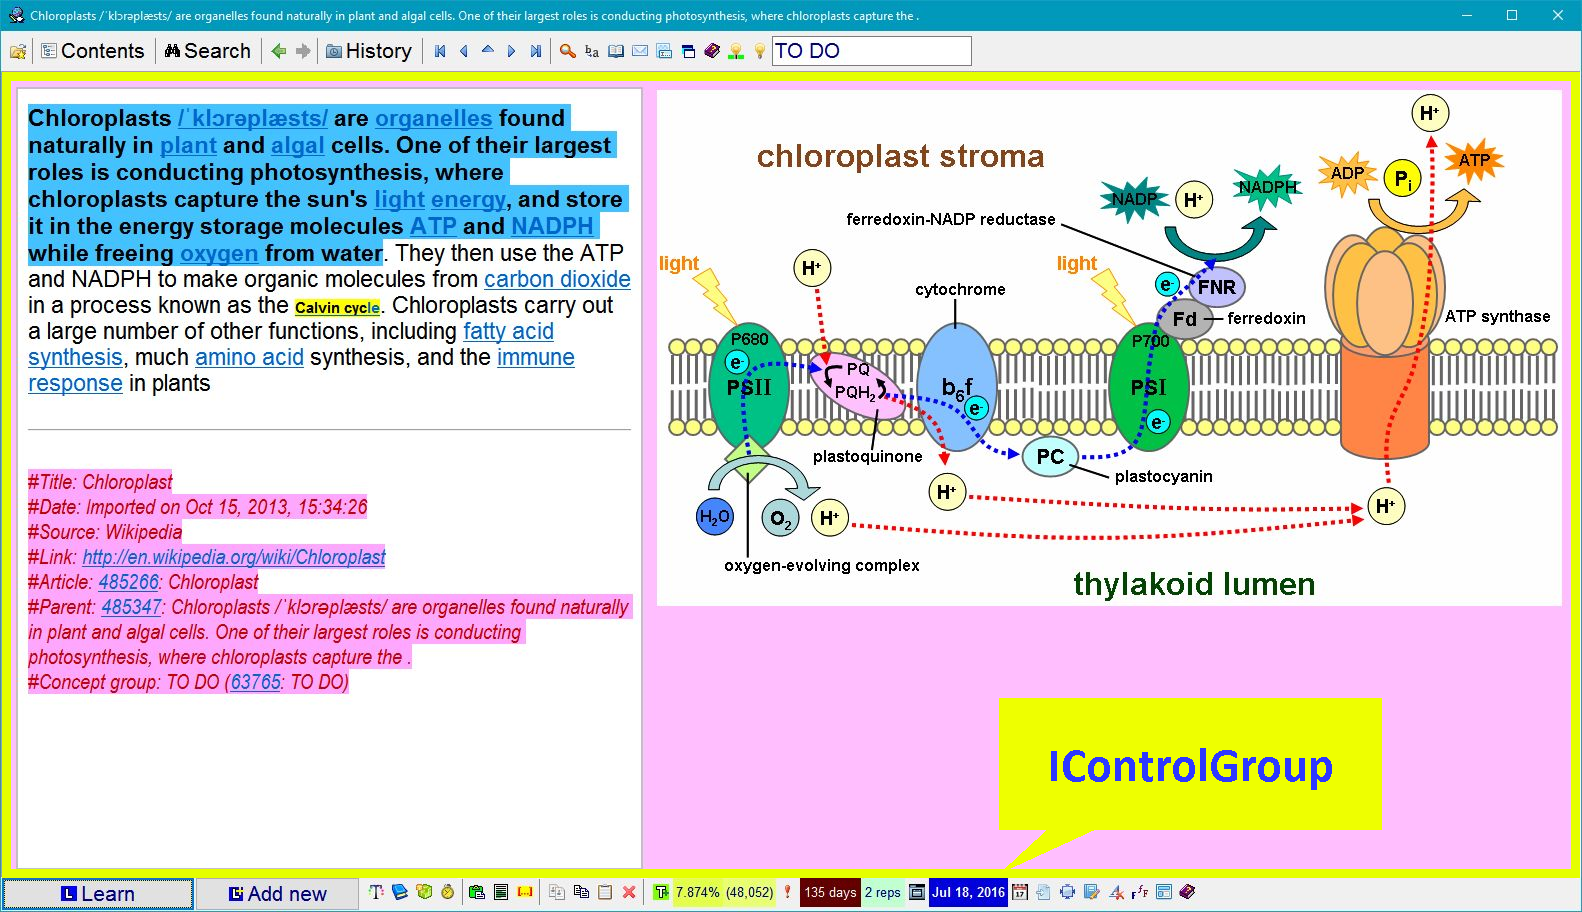 Chloroplasts /ˈklɔrəplæsts/ are organelles found naturally in plant and algal cells. One of their largest roles is conducting photosynthesis, where chloroplasts capture the .
Contents Search History TO DO
Chloroplasts /ˈklɔrəplæsts/ are organelles found
naturally in plant and algal cells. One of their largest
roles is conducting photosynthesis, where
chloroplasts capture the sun's light energy, and store
it in the energy storage molecules ATP and NADPH
while freeing oxygen from water. They then use the ATP
and NADPH to make organic molecules from carbon dioxide
in a process known as the Calvin cycle. Chloroplasts carry out
a large number of other functions, including fatty acid
synthesis, much amino acid synthesis, and the immune
response in plants
#Title: Chloroplast
#Date: Imported on Oct 15, 2013, 15:34:26
#Source: Wikipedia
#Link: http://en.wikipedia.org/wiki/Chloroplast
#Article: 485266: Chloroplast
#Parent: 485347: Chloroplasts /ˈklɔrəplæsts/ are organelles found naturally
in plant and algal cells. One of their largest roles is conducting
photosynthesis, where chloroplasts capture the .
#Concept group: TO DO (63765: TO DO)
chloroplast stroma
H+
ADP
Pi
ATP
NADP
H+
NADPH
ferredoxin-NADP reductase
light
H+
cytochrome
light
e-
FNR
Fd
ferredoxin
ATP synthase
P680
e-
PSII
PQ
PQH2
b6f
e-
P700
PSI
e-
plastoquinone
PC
plastocyanin
H2O
O2
H+
H+
H+
oxygen-evolving complex
thylakoid lumen
IControlGroup
Learn Add new 7.874% (48,052) 135 days 2 reps Jul 18, 2016